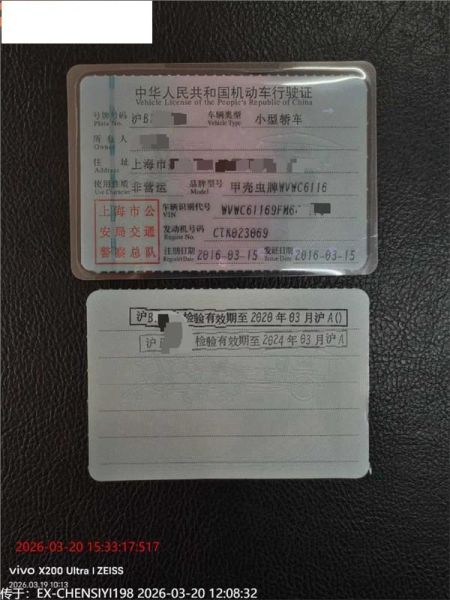 中华人民共和国机动车行驶证
Vehicle License of the People's Republic of China
号牌号码 沪B. 车辆类型 小型轿车
Plate No. Vehicle Type
所有人
Owner
住址 上海市
Address
使用性质 非营运 品牌型号 甲壳虫牌WVWC6116
Use Character Model
上海市公 车辆识别代号 WVWC61169FM6
安局交通 VIN
警察总队 发动机号码 CTK023069
Engine No.
注册日期 2016-03-15 发证日期 2016-03-15
Register Date Issue Date
沪B. 检验有效期至2020年03月沪A()
沪B 检验有效期至2024年03月沪A
2026-03-20 15:33:17:517
vivo X200 Ultra | ZEISS
2026.03.19 10:13
传于：EX-CHENSIYI198 2026-03-20 12:08:32